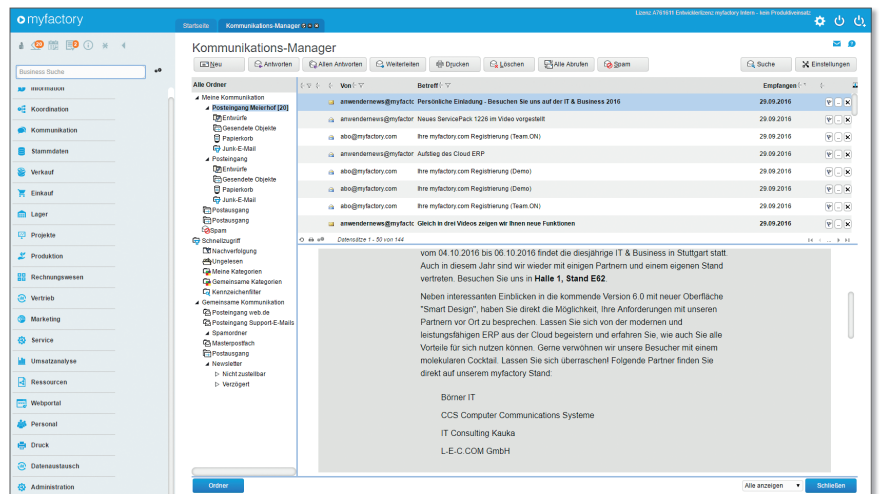 myfactory
Lizenz A761611 Entwicklerlizenz myfactory Intern - kein Produktiveinsatz
Startseite
Kommunikations-Manager
Business Suche
Information
Koordination
Kommunikation
Stammdaten
Verkauf
Einkauf
Lager
Projekte
Produktion
Rechnungswesen
Vertrieb
Marketing
Service
Umsatzanalyse
Ressourcen
Webportal
Personal
Druck
Datenaustausch
Administration
Kommunikations-Manager
Neu
Antworten
Allen Antworten
Weiterleiten
Drucken
Löschen
Alle Abrufen
Spam
Suche
Einstellungen
Alle Ordner
Meine Kommunikation
Posteingang Meierhof [20]
Entwürfe
Gesendete Objekte
Papierkorb
Junk-E-Mail
Posteingang
Entwürfe
Gesendete Objekte
Papierkorb
Junk-E-Mail
Postausgang
Postausgang
Spam
Schnellzugriff
Nachverfolgung
Ungelesen
Meine Kategorien
Gemeinsame Kategorien
Kennzeichenfilter
Gemeinsame Kommunikation
Posteingang web.de
Posteingang Support-E-Mails
Spamordner
Masterpostfach
Postausgang
Newsletter
Nicht zustellbar
Verzögert
Ordner
Von Betreff Empfangen
anwendernews@myfactc Persönliche Einladung - Besuchen Sie uns auf der IT & Business 2016 29.09.2016
anwendernews@myfactor Neues ServicePack 1226 im Video vorgestellt 29.09.2016
abo@myfactory.com Ihre myfactory.com Registrierung (Team.ON) 29.09.2016
anwendernews@myfactor Aufstieg des Cloud ERP 29.09.2016
abo@myfactory.com Ihre myfactory.com Registrierung (Demo) 29.09.2016
abo@myfactory.com Ihre myfactory.com Registrierung (Demo) 29.09.2016
abo@myfactory.com Ihre myfactory.com Registrierung (Team.ON) 29.09.2016
anwendernews@myfactc Gleich in drei Videos zeigen wir Ihnen neue Funktionen 29.09.2016
Datensätze 1 - 50 von 144
vom 04.10.2016 bis 06.10.2016 findet die diesjährige IT & Business in Stuttgart statt.
Auch in diesem Jahr sind wir wieder mit einigen Partnern und einem eigenen Stand
vertreten. Besuchen Sie uns in Halle 1, Stand E62.
Neben interessanten Einblicken in die kommende Version 6.0 mit neuer Oberfläche
"Smart Design", haben Sie direkt die Möglichkeit, Ihre Anforderungen mit unseren
Partnern vor Ort zu besprechen. Lassen Sie sich von der modernen und
leistungsfähigen ERP aus der Cloud begeistern und erfahren Sie, wie auch Sie alle
Vorteile für sich nutzen können. Gerne verwöhnen wir unsere Besucher mit einem
molekularen Cocktail. Lassen Sie sich überraschen! Folgende Partner finden Sie
direkt auf unserem myfactory Stand:
Börner IT
CCS Computer Communications Systeme
IT Consulting Kauka
L-E-C.COM GmbH
Alle anzeigen
Schließen